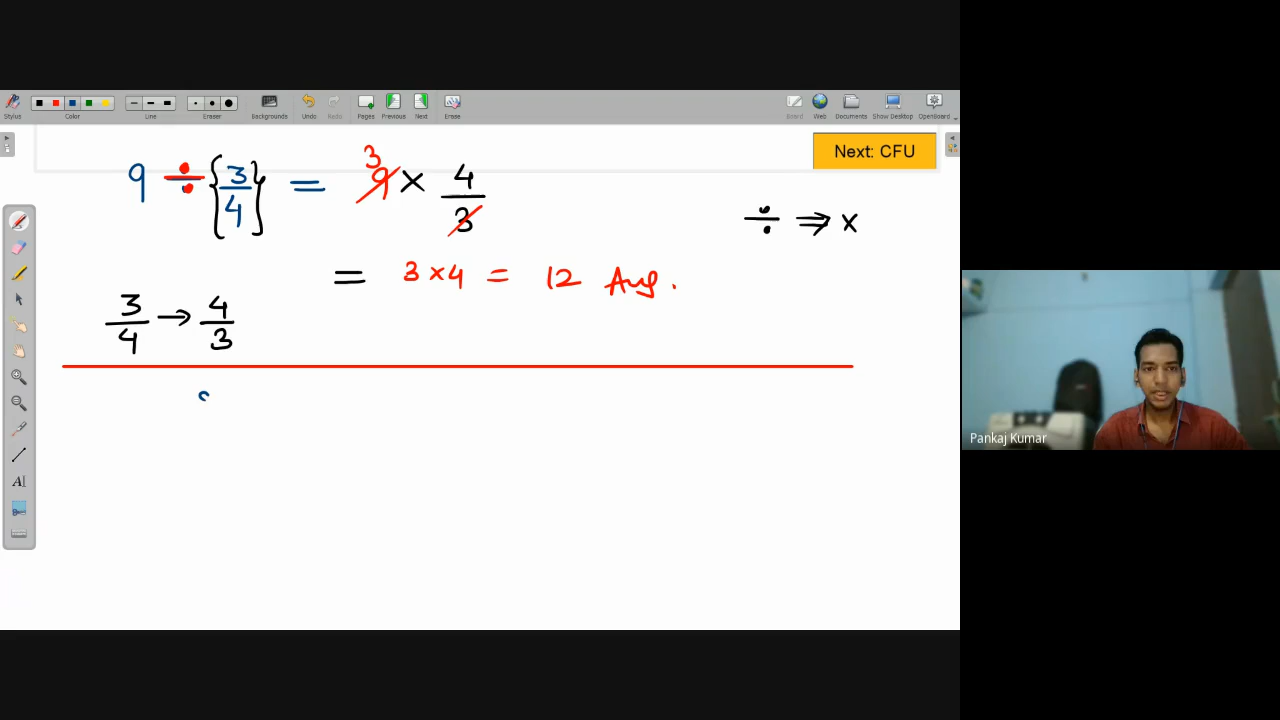 Stylus Color Line Eraser Backgrounds Undo Redo Pages Previous Next Erase Board Web Documents Show Desktop OpenBoard
Next: CFU
9 ÷ {3/4} = 9 3 × 4/3
÷ ⇒ ×
= 3 × 4 = 12 Ans.
3/4 → 4/3
Pankaj Kumar